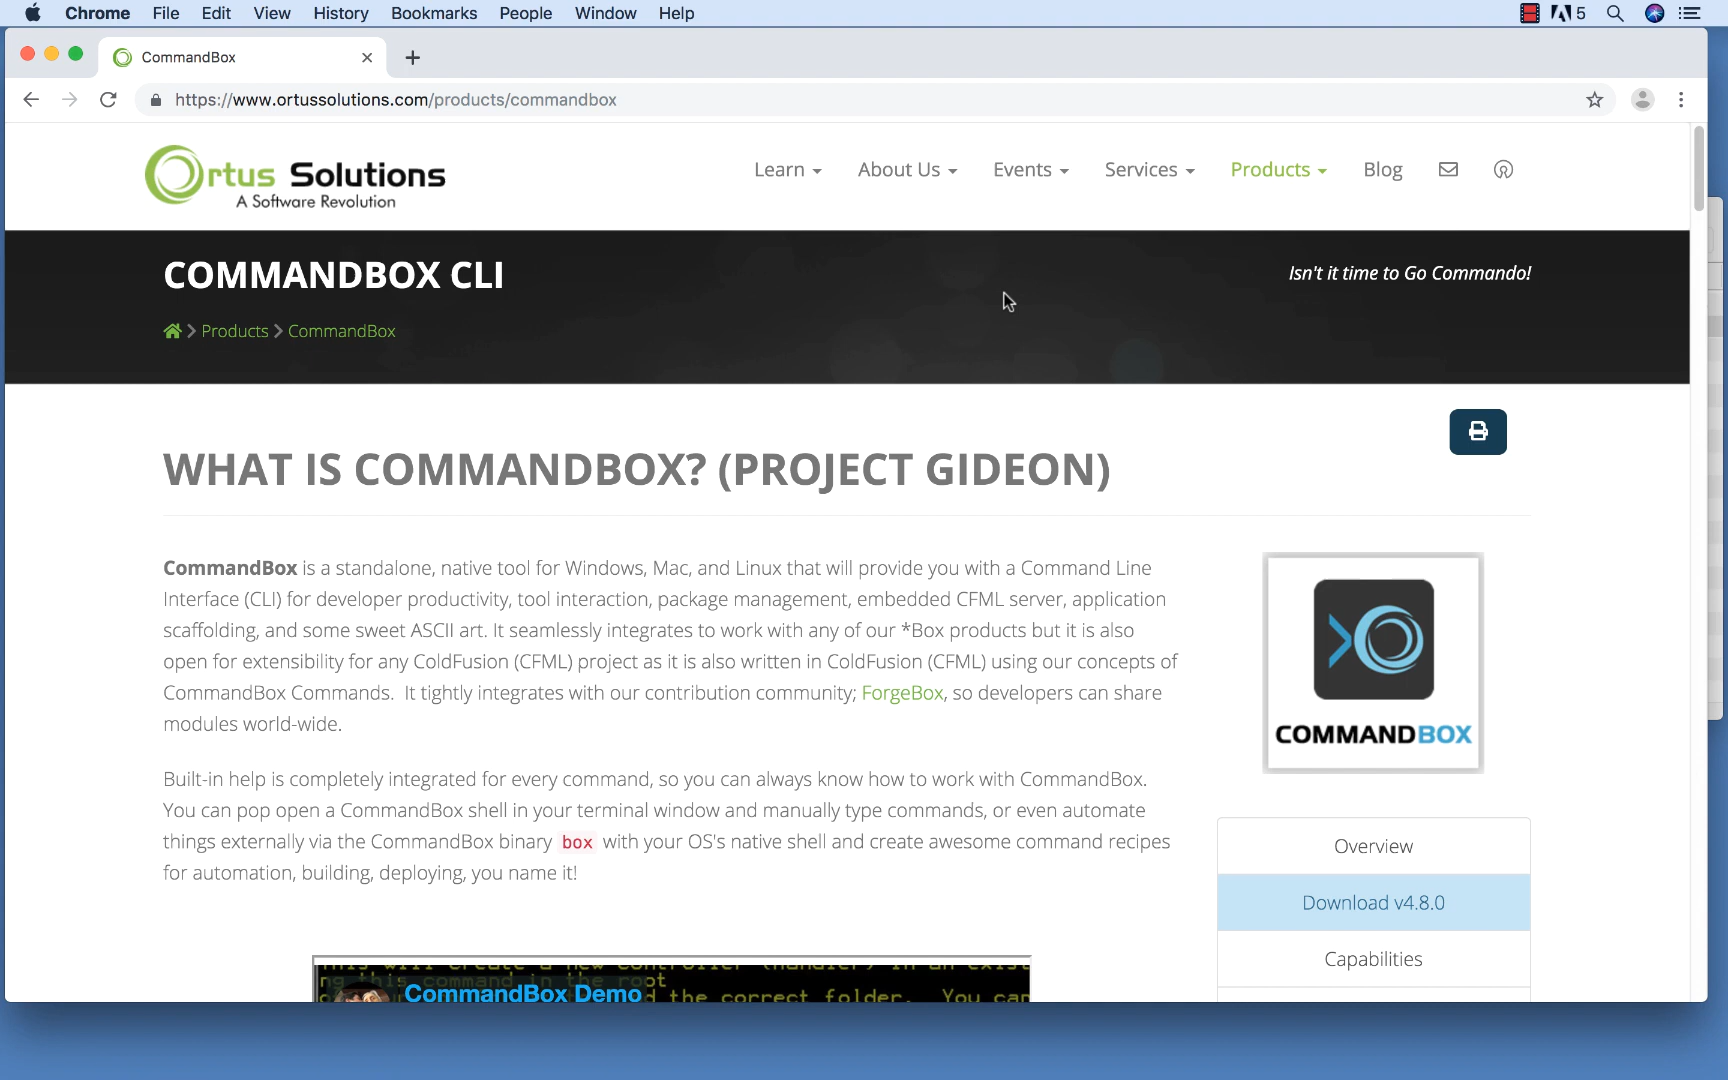 Chrome File Edit View History Bookmarks People Window Help 5
CommandBox
https://www.ortussolutions.com/products/commandbox
Ortus Solutions
A Software Revolution
Learn About Us Events Services Products Blog
COMMANDBOX CLI
Isn't it time to Go Commando!
Products CommandBox
WHAT IS COMMANDBOX? (PROJECT GIDEON)
CommandBox is a standalone, native tool for Windows, Mac, and Linux that will provide you with a Command Line
Interface (CLI) for developer productivity, tool interaction, package management, embedded CFML server, application
scaffolding, and some sweet ASCII art. It seamlessly integrates to work with any of our *Box products but it is also
open for extensibility for any ColdFusion (CFML) project as it is also written in ColdFusion (CFML) using our concepts of
CommandBox Commands. It tightly integrates with our contribution community; ForgeBox, so developers can share
modules world-wide.
Built-in help is completely integrated for every command, so you can always know how to work with CommandBox.
You can pop open a CommandBox shell in your terminal window and manually type commands, or even automate
things externally via the CommandBox binary box with your OS's native shell and create awesome command recipes
for automation, building, deploying, you name it!
COMMANDBOX
Overview
Download v4.8.0
Capabilities
ng this command in the root
CommandBox Demo
d the correct folder. You can